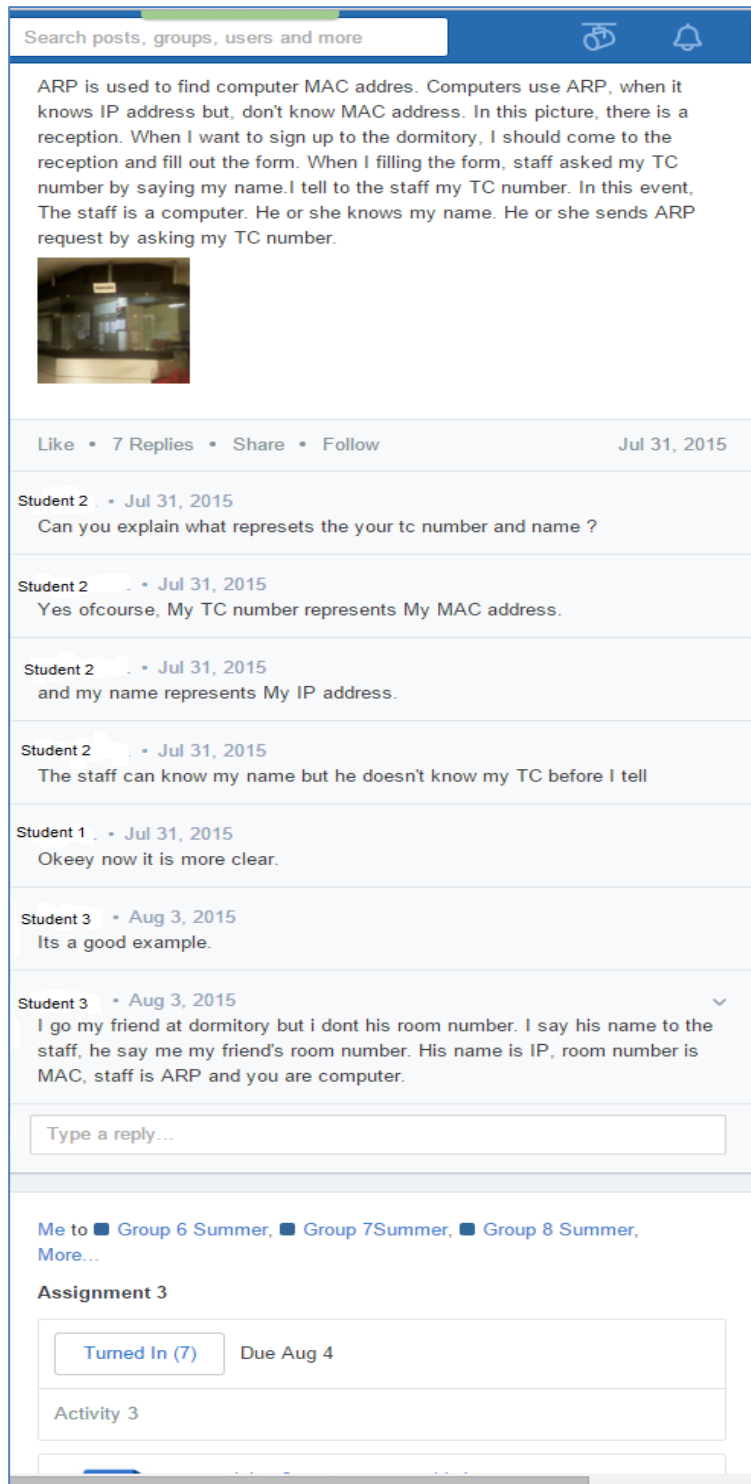 Search posts, groups, users and more
ARP is used to find computer MAC addres. Computers use ARP, when it
knows IP address but, don't know MAC address. In this picture, there is a
reception. When I want to sign up to the dormitory, I should come to the
reception and fill out the form. When I filling the form, staff asked my TC
number by saying my name.I tell to the staff my TC number. In this event,
The staff is a computer. He or she knows my name. He or she sends ARP
request by asking my TC number.
Like • 7 Replies • Share • Follow Jul 31, 2015
Student 2 . • Jul 31, 2015
Can you explain what represets the your tc number and name ?
Student 2 . • Jul 31, 2015
Yes ofcourse, My TC number represents My MAC address.
Student 2 . • Jul 31, 2015
and my name represents My IP address.
Student 2 . • Jul 31, 2015
The staff can know my name but he doesn't know my TC before I tell
Student 1 . • Jul 31, 2015
Okeey now it is more clear.
Student 3 • Aug 3, 2015
Its a good example.
Student 3 • Aug 3, 2015
I go my friend at dormitory but i dont his room number. I say his name to the
staff, he say me my friend's room number. His name is IP, room number is
MAC, staff is ARP and you are computer.
Type a reply...
Me to Group 6 Summer, Group 7Summer, Group 8 Summer,
More...
Assignment 3
Turned In (7) Due Aug 4
Activity 3